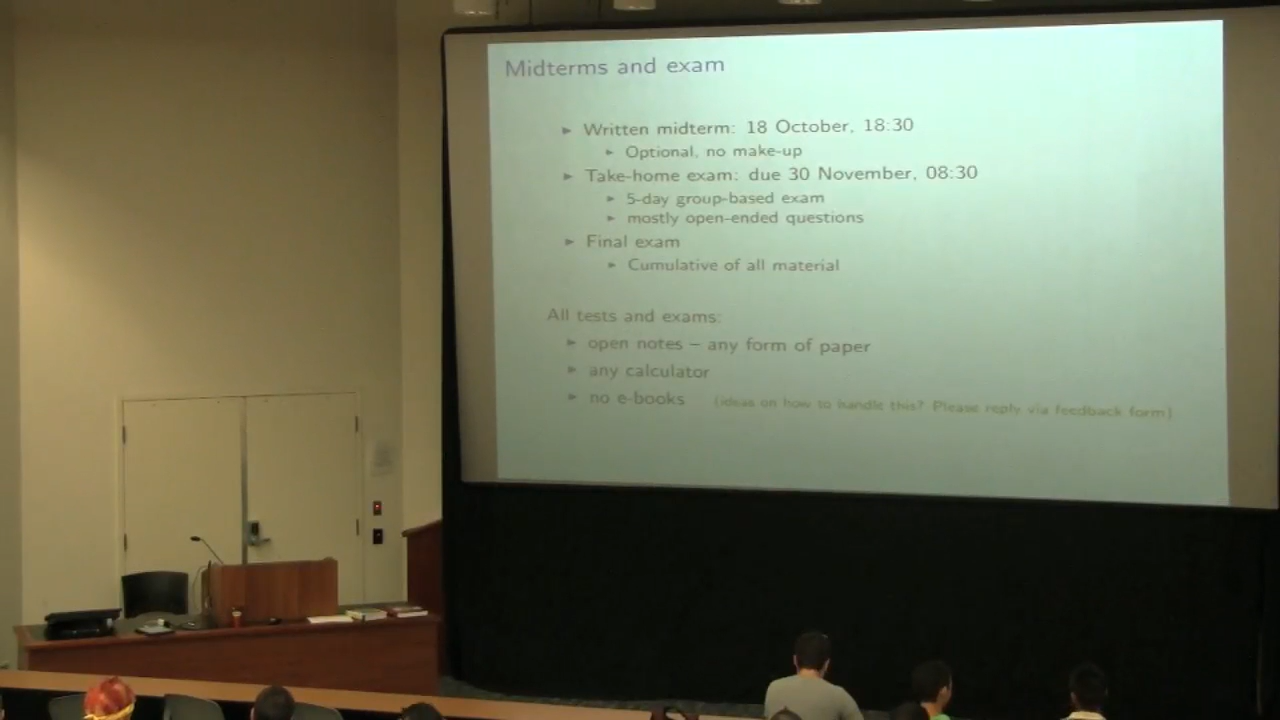 Midterms and exam
► Written midterm: 18 October, 18:30
► Optional, no make-up
► Take-home exam: due 30 November, 08:30
► 5-day group-based exam
► mostly open-ended questions
► Final exam
► Cumulative of all material
All tests and exams:
► open notes – any form of paper
► any calculator
► no e-books (ideas on how to handle this? Please reply via feedback form)